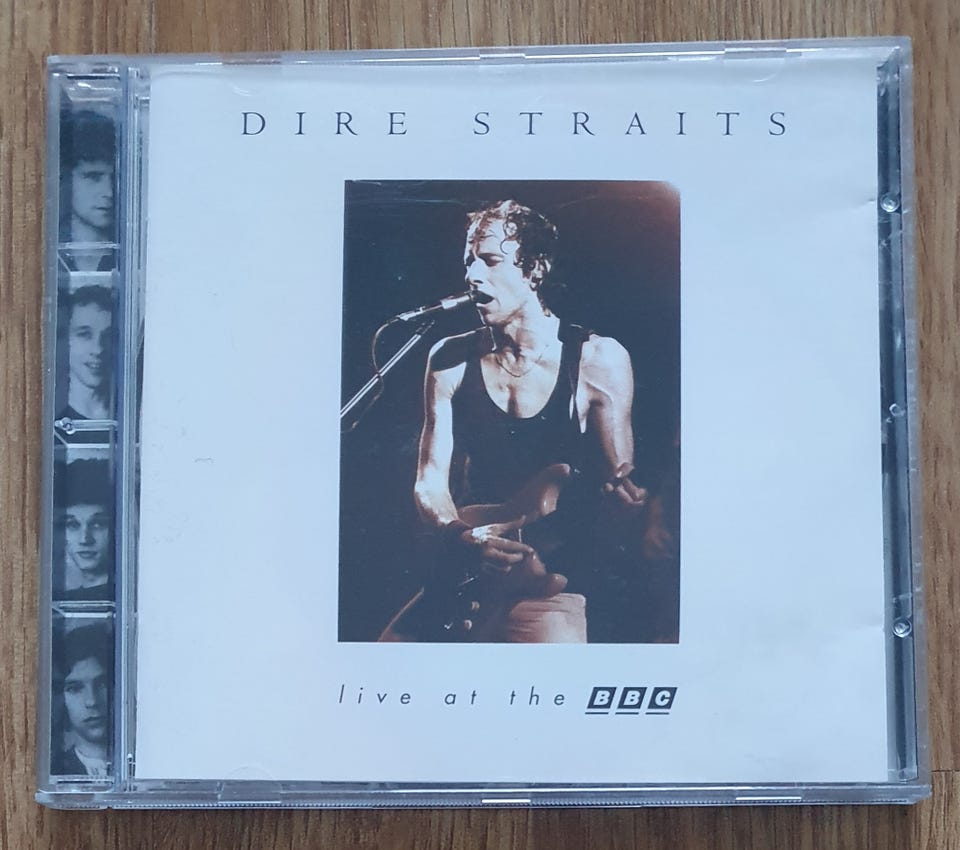 DIRE STRAITS
live at the BBC